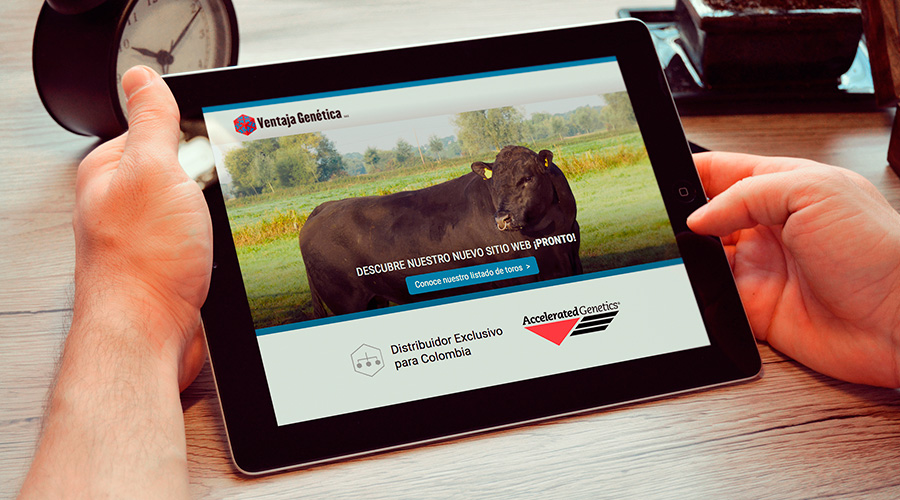 Ventaja Genética
DESCUBRE NUESTRO NUEVO SITIO WEB ¡PRONTO!
Conoce nuestro listado de toros >
Distribuidor Exclusivo
para Colombia
Accelerated Genetics®